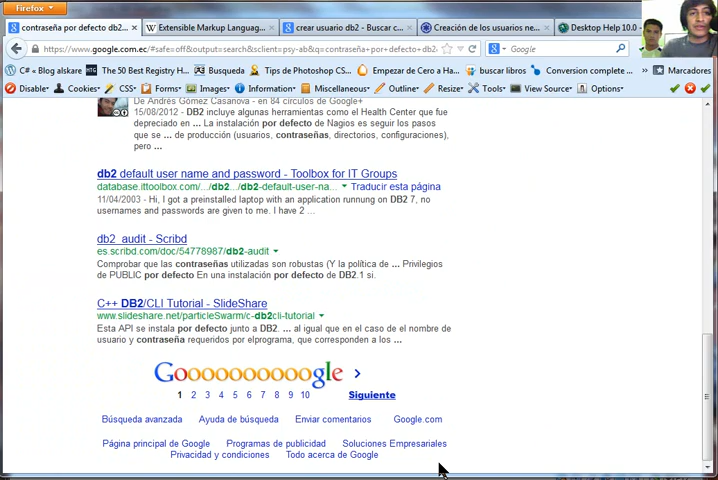 Firefox
contraseña por defecto db2...
Extensible Markup Languag...
crear usuario db2 - Buscar c...
Creación de los usuarios ne...
Desktop Help 10.0
https://www.google.com.ec/#safe=off&output=search&sclient=psy-ab&q=contraseña+por+defecto+db2
Google
C# « Blog alskare
The 50 Best Registry H...
Busqueda
Tips de Photoshop CS...
Empezar de Cero a Ha...
buscar libros
Conversion complete ...
Marcadores
Disable
Cookies
CSS
Forms
Images
Information
Miscellaneous
Outline
Resize
Tools
View Source
Options
De Andrés Gómez Casanova - en 84 círculos de Google+
15/08/2012 - DB2 incluye algunas herramientas como el Health Center que fue
depreciado en ... La instalación por defecto de Nagios es seguir los pasos
que se ... de producción (usuarios, contraseñas, directorios, configuraciones),
pero ...
db2 default user name and password - Toolbox for IT Groups
database.ittoolbox.com/.../db2.../db2-default-user-na... Traducir esta página
11/04/2003 - Hi, I got a preinstalled laptop with an application runnung on DB2 7, no
usernames and passwords are given to me. I have 2 ...
db2 audit - Scribd
es.scribd.com/doc/54778987/db2-audit
Comprobar que las contraseñas utilizadas son robustas (Y la política de ... Privilegios
de PUBLIC por defecto En una instalación por defecto de DB2.1 si.
C++ DB2/CLI Tutorial - SlideShare
www.slideshare.net/particleSwarm/c-db2cli-tutorial
Esta API se instala por defecto junto a DB2. ... al igual que en el caso de el nombre de
usuario y contraseña requeridos por elprograma, que corresponden a los ...
Goooooooooogle >
1 2 3 4 5 6 7 8 9 10 Siguiente
Búsqueda avanzada Ayuda de búsqueda Enviar comentarios Google.com
Página principal de Google Programas de publicidad Soluciones Empresariales
Privacidad y condiciones Todo acerca de Google